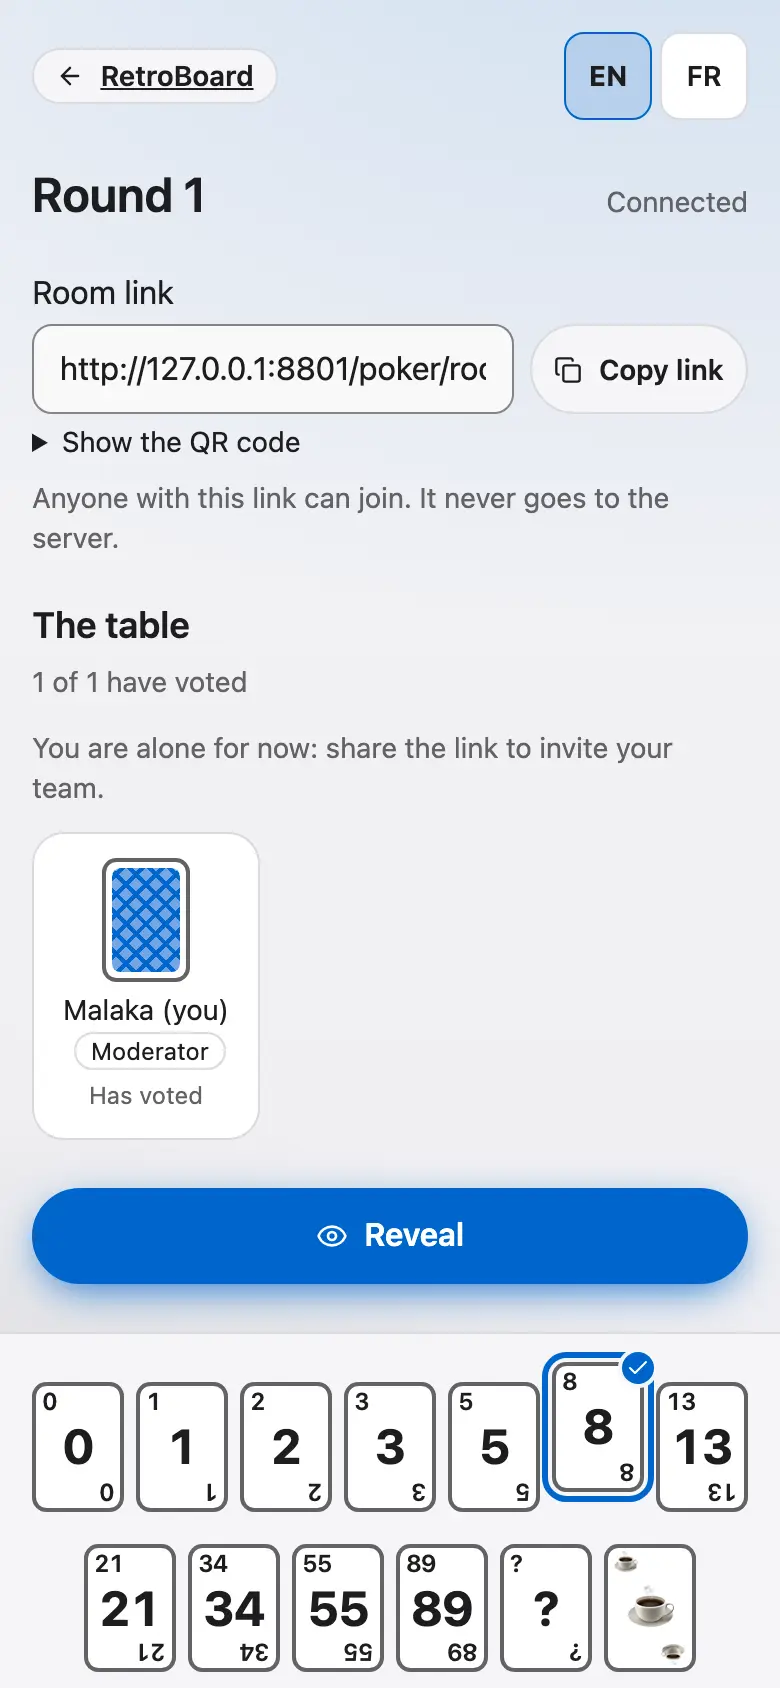 RetroBoard
EN
FR
Round 1
Connected
Room link
http://127.0.0.1:8801/poker/roo
Copy link
Show the QR code
Anyone with this link can join. It never goes to the
server.
The table
1 of 1 have voted
You are alone for now: share the link to invite your
team.
Malaka (you)
Moderator
Has voted
Reveal
0
0
0
1
1
1
2
2
2
3
3
3
5
5
5
8
8
8
13
13
13
21
21
21
34
34
34
55
55
55
89
89
89
?
?
?